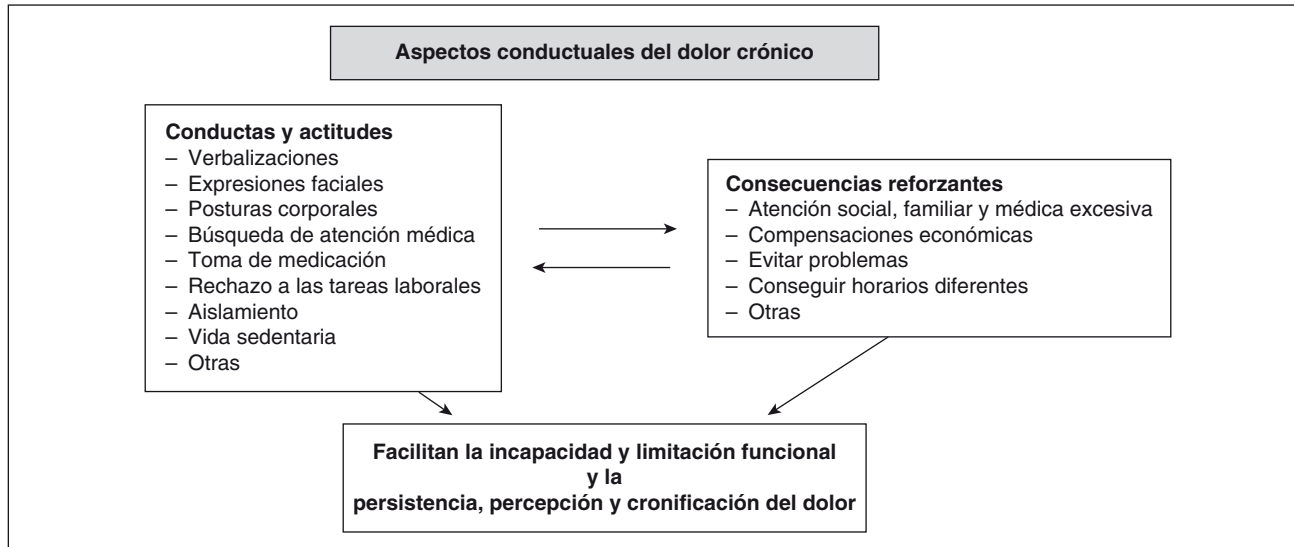 Aspectos conductuales del dolor crónico
Conductas y actitudes
– Verbalizaciones
– Expresiones faciales
– Posturas corporales
– Búsqueda de atención médica
– Toma de medicación
– Rechazo a las tareas laborales
– Aislamiento
– Vida sedentaria
– Otras
Consecuencias reforzantes
– Atención social, familiar y médica excesiva
– Compensaciones económicas
– Evitar problemas
– Conseguir horarios diferentes
– Otras
Facilitan la incapacidad y limitación funcional
y la
persistencia, percepción y cronificación del dolor